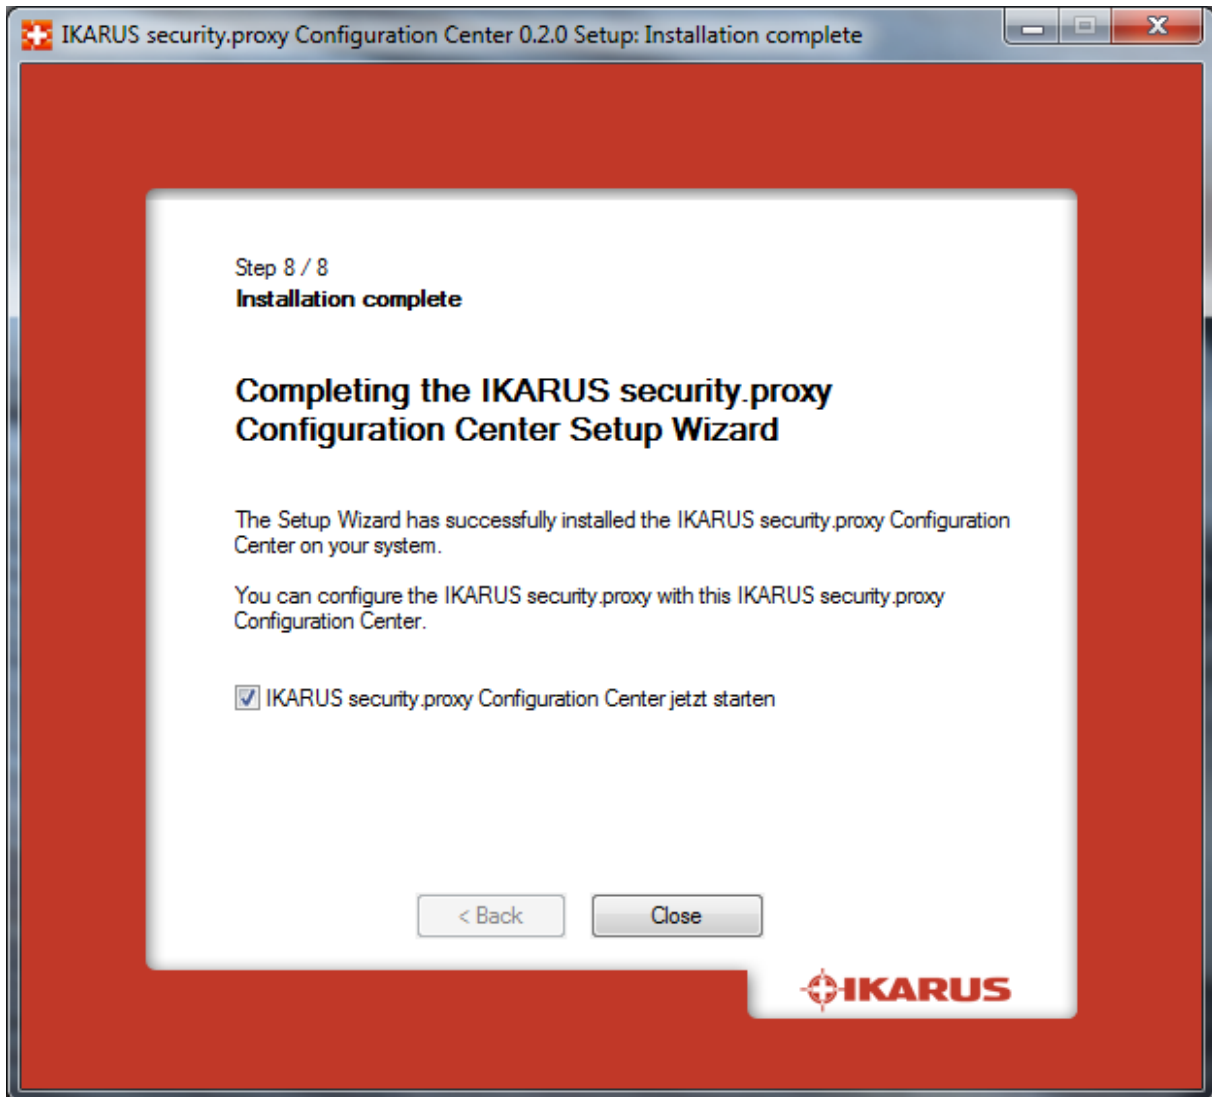 IKARUS security.proxy Configuration Center 0.2.0 Setup: Installation complete
Step 8 / 8
Installation complete
Completing the IKARUS security.proxy
Configuration Center Setup Wizard
The Setup Wizard has successfully installed the IKARUS security.proxy Configuration
Center on your system.
You can configure the IKARUS security.proxy with this IKARUS security.proxy
Configuration Center.
IKARUS security.proxy Configuration Center jetzt starten
< Back
Close
IKARUS